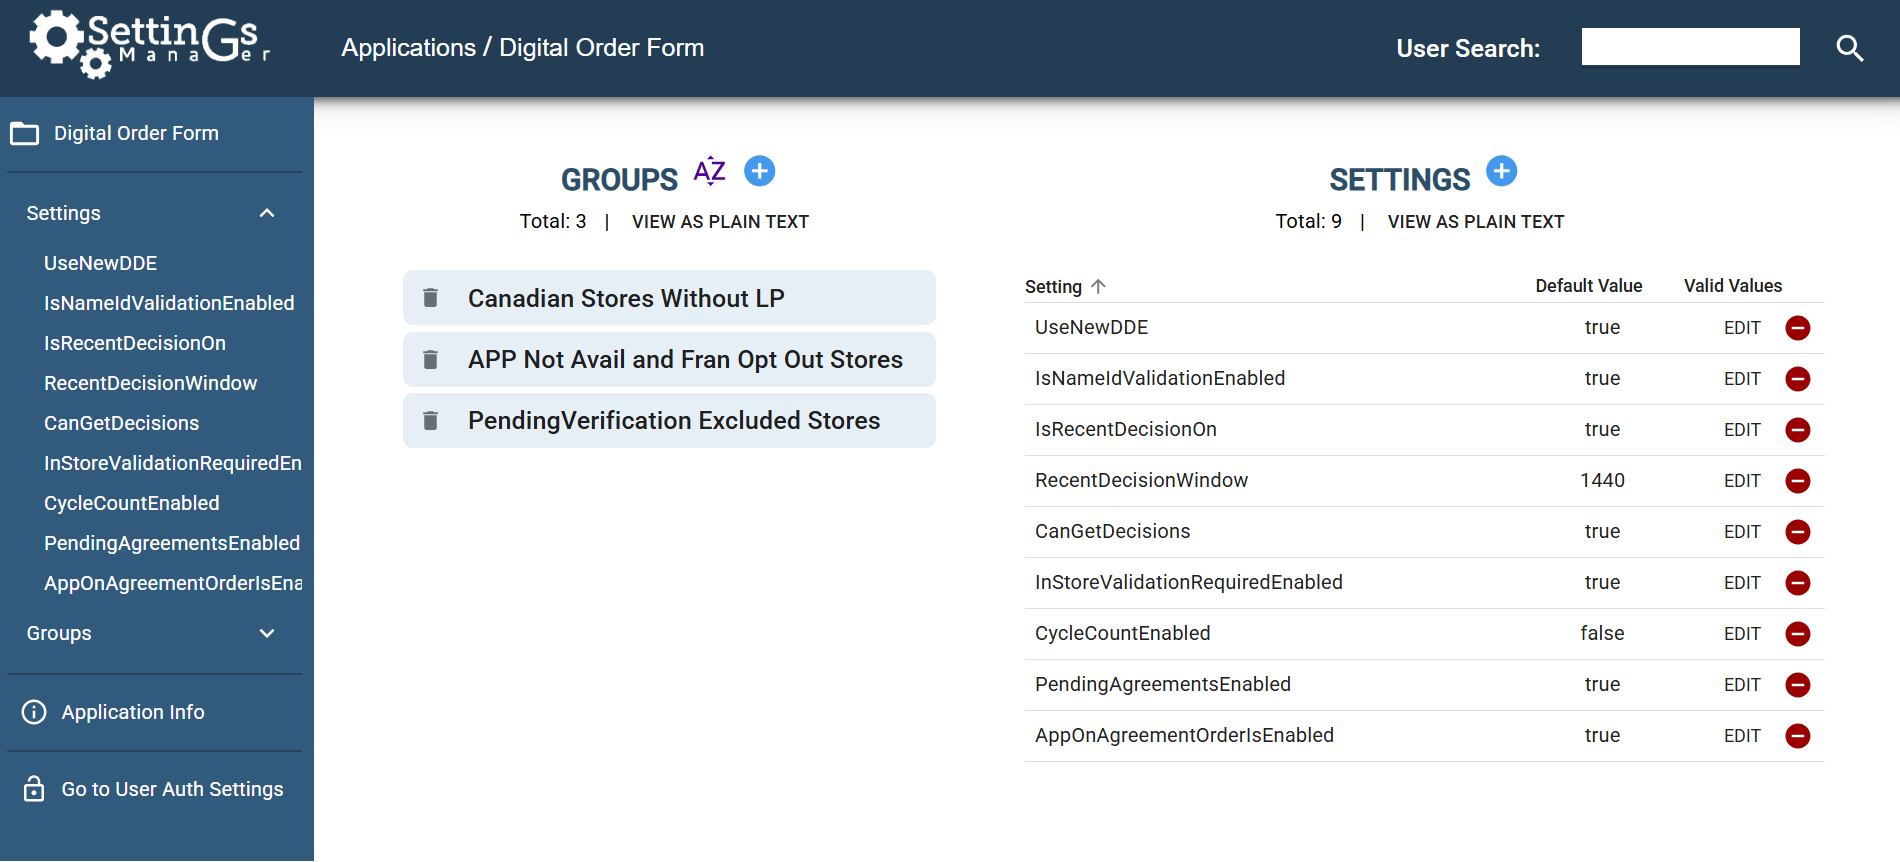 SettinGs
ManaGer
Applications / Digital Order Form
User Search:
Digital Order Form
Settings
UseNewDDE
IsNameIdValidationEnabled
IsRecentDecisionOn
RecentDecisionWindow
CanGetDecisions
InStoreValidationRequiredEn
CycleCountEnabled
PendingAgreementsEnabled
AppOnAgreementOrderIsEna
Groups
Application Info
Go to User Auth Settings
GROUPS AZ
Total: 3 | VIEW AS PLAIN TEXT
Canadian Stores Without LP
APP Not Avail and Fran Opt Out Stores
PendingVerification Excluded Stores
SETTINGS
Total: 9 | VIEW AS PLAIN TEXT
Setting Default Value Valid Values
UseNewDDE true EDIT
IsNameIdValidationEnabled true EDIT
IsRecentDecisionOn true EDIT
RecentDecisionWindow 1440 EDIT
CanGetDecisions true EDIT
InStoreValidationRequiredEnabled true EDIT
CycleCountEnabled false EDIT
PendingAgreementsEnabled true EDIT
AppOnAgreementOrderIsEnabled true EDIT